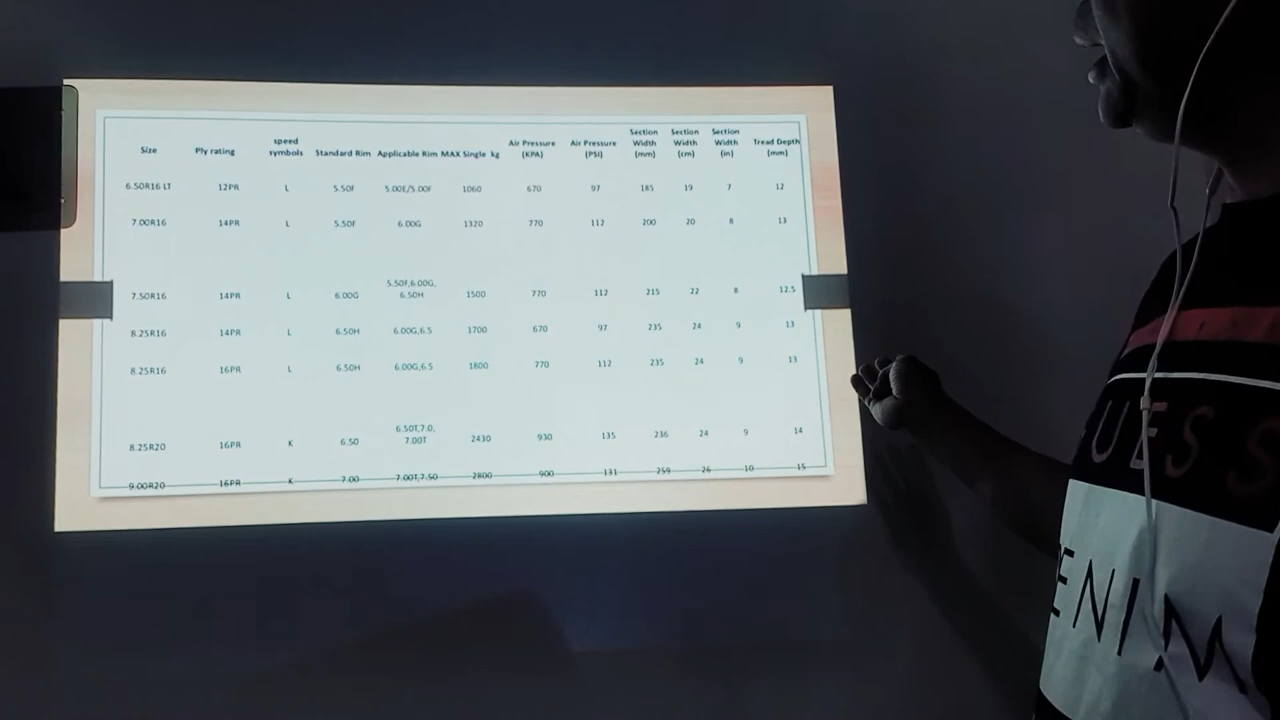 Size Ply rating speed symbols Standard Rim Applicable Rim MAX Single kg Air Pressure (KPA) Air Pressure (PSI) Section Width (mm) Section Width (cm) Section Width (in) Tread Depth (mm)
6.50R16 LT 12PR L 5.50F 5.00E/5.00F 1060 670 97 185 19 7 12
7.00R16 14PR L 5.50F 6.00G 1320 770 112 200 20 8 13
7.50R16 14PR L 6.00G 5.50F,6.00G, 6.50H 1500 770 112 215 22 8 12.5
8.25R16 14PR L 6.50H 6.00G,6.5 1700 670 97 235 24 9 13
8.25R16 16PR L 6.50H 6.00G,6.5 1800 770 112 235 24 9 13
8.25R20 16PR K 6.50 6.50T,7.0, 7.00T 2430 930 135 236 24 9 14
9.00R20 16PR K 7.00 7.00T,7.50 2800 900 131 259 26 10 15
UESS
ENIM